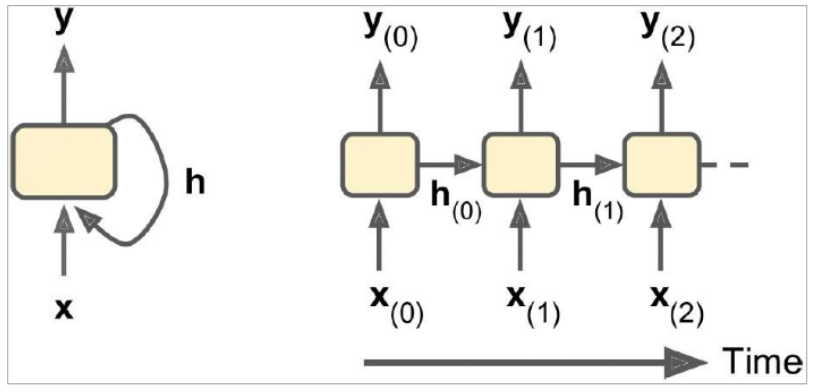 y
h
x
y(0) y(1) y(2)
h(0) h(1)
x(0) x(1) x(2)
Time